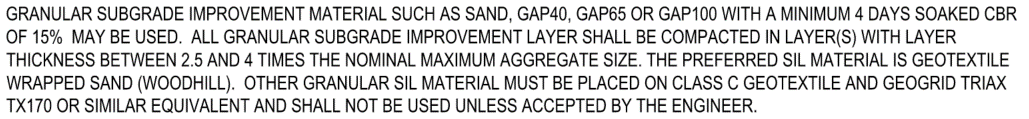 GRANULAR SUBGRADE IMPROVEMENT MATERIAL SUCH AS SAND, GAP40, GAP65 OR GAP100 WITH A MINIMUM 4 DAYS SOAKED CBR
OF 15% MAY BE USED. ALL GRANULAR SUBGRADE IMPROVEMENT LAYER SHALL BE COMPACTED IN LAYER(S) WITH LAYER
THICKNESS BETWEEN 2.5 AND 4 TIMES THE NOMINAL MAXIMUM AGGREGATE SIZE. THE PREFERRED SIL MATERIAL IS GEOTEXTILE
WRAPPED SAND (WOODHILL). OTHER GRANULAR SIL MATERIAL MUST BE PLACED ON CLASS C GEOTEXTILE AND GEOGRID TRIAX
TX170 OR SIMILAR EQUIVALENT AND SHALL NOT BE USED UNLESS ACCEPTED BY THE ENGINEER.